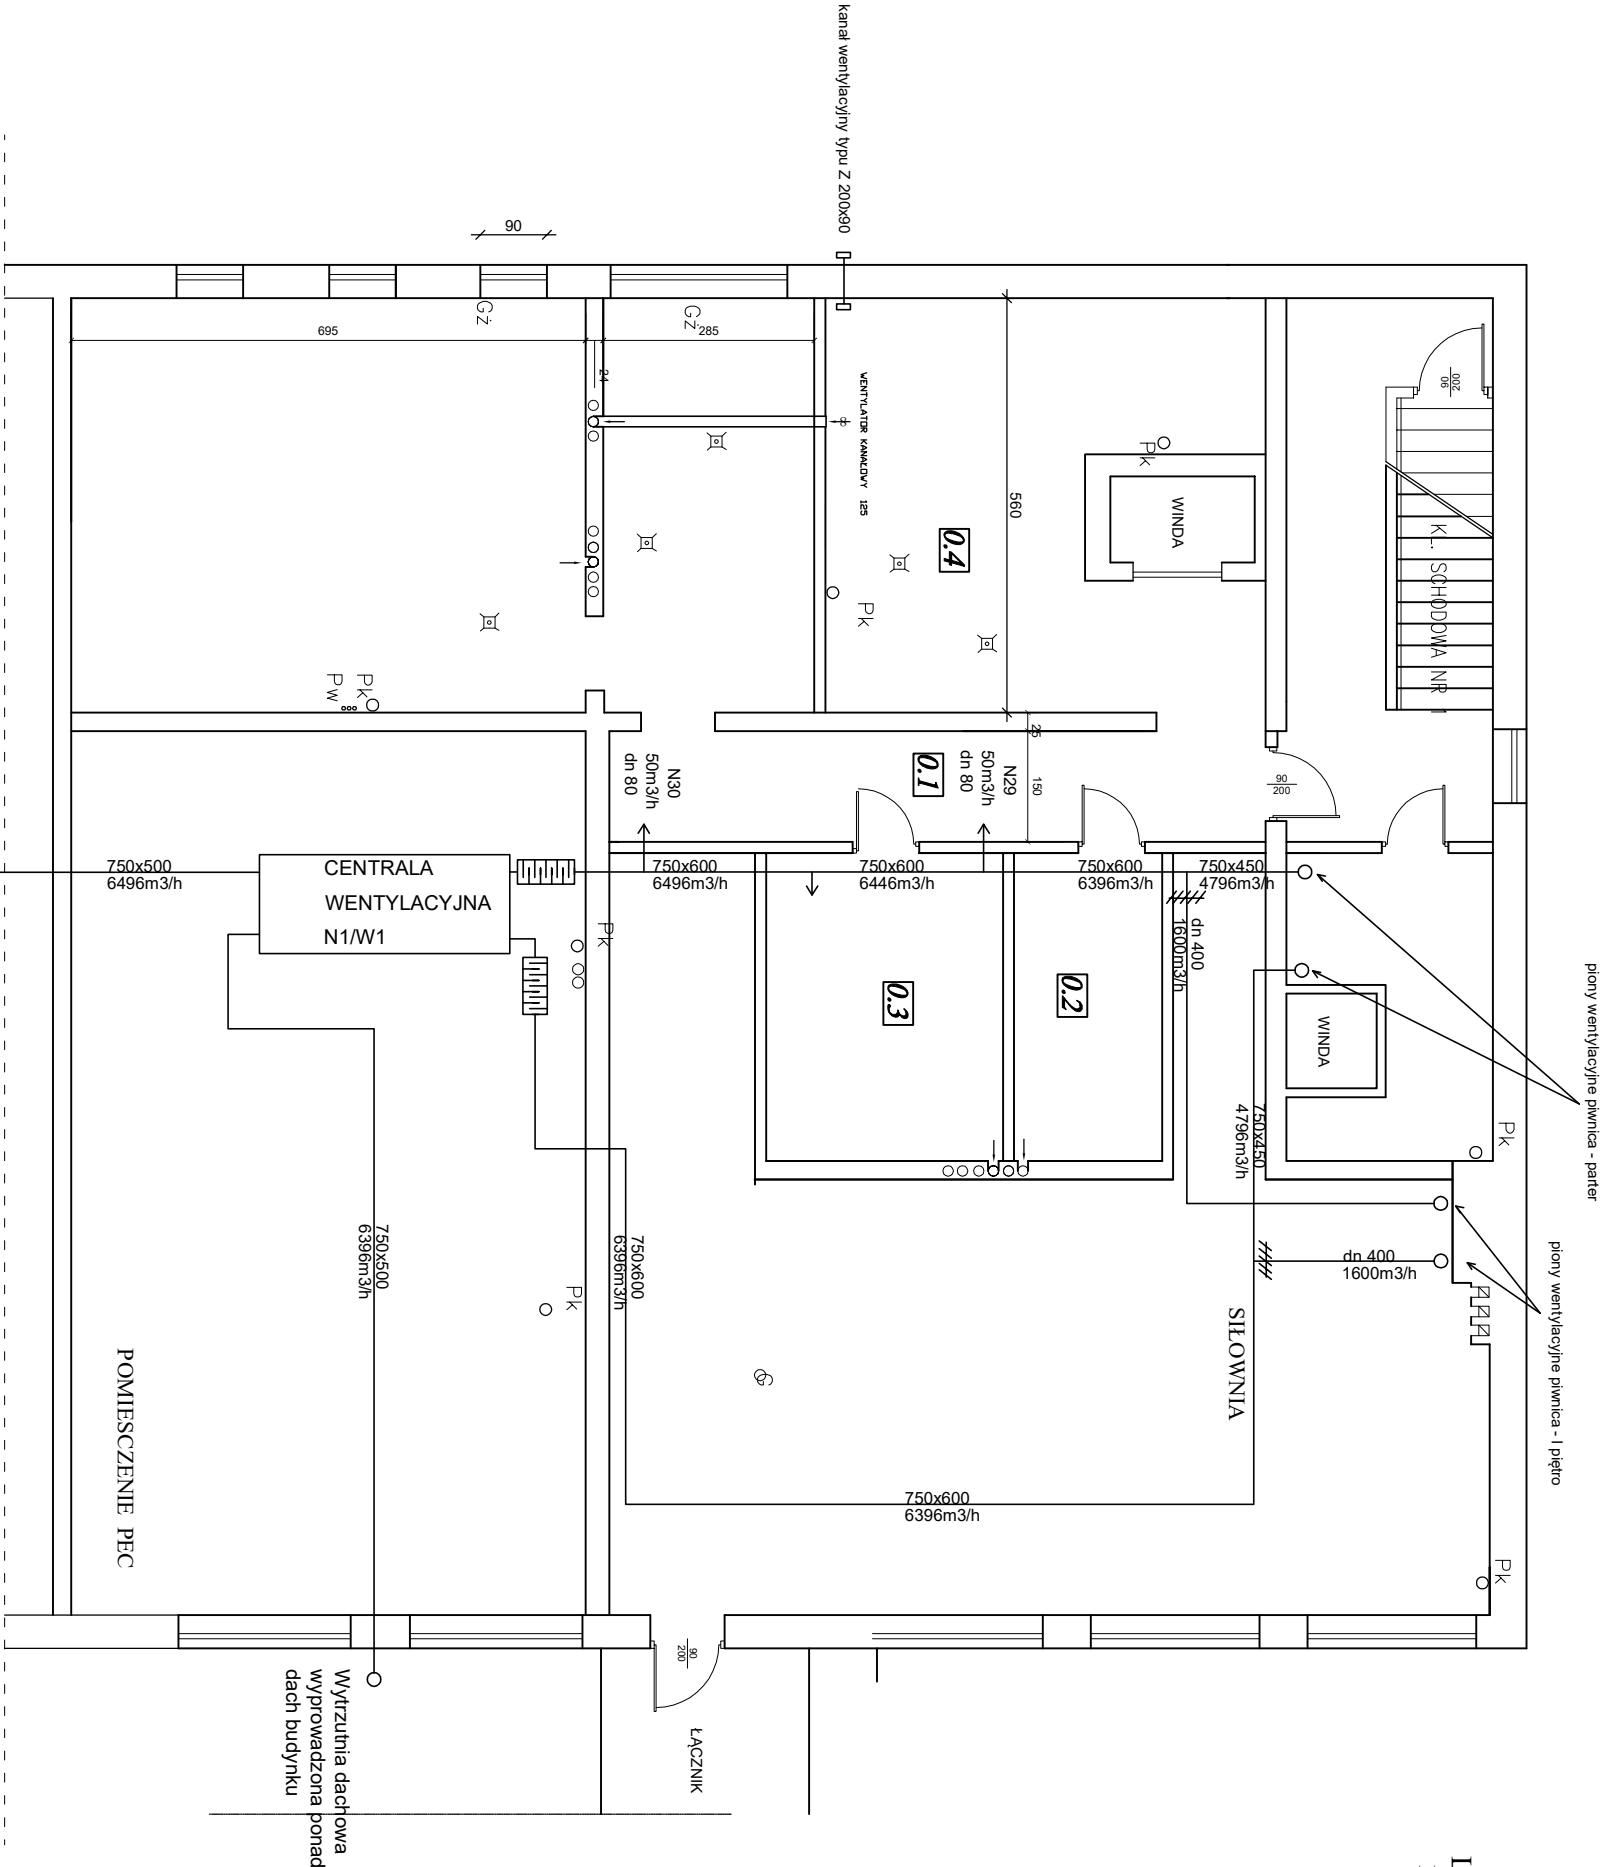 kanał wentylacyjny typu Z 200x90
90
Gż
Gż
695
285
24
WENTYLATOR KANAŁOWY 125
560
0.4
Pk
WINDA
90
200
KL. SCHODOWA NR 1
Pk
Pk
Pw
N30
50m3/h
dn 80
0.1
N29
50m3/h
dn 80
25
150
90
200
750x500
6496m3/h
CENTRALA
WENTYLACYJNA
N1/W1
750x600
6496m3/h
750x600
6446m3/h
750x600
6396m3/h
750x450
4796m3/h
dn 400
1600m3/h
Pk
0.3
0.2
WINDA
piony wentylacyjne piwnica - parter
Pk
750x450
4796m3/h
750x500
6396m3/h
750x600
6396m3/h
Pk
dn 400
1600m3/h
piony wentylacyjne piwnica - I piętro
SIŁOWNIA
POMIESCZENIE PEC
750x600
6396m3/h
Pk
90
200
ŁĄCZNIK
Wytrzutnia dachowa
wyprowadzona ponad
dach budynku